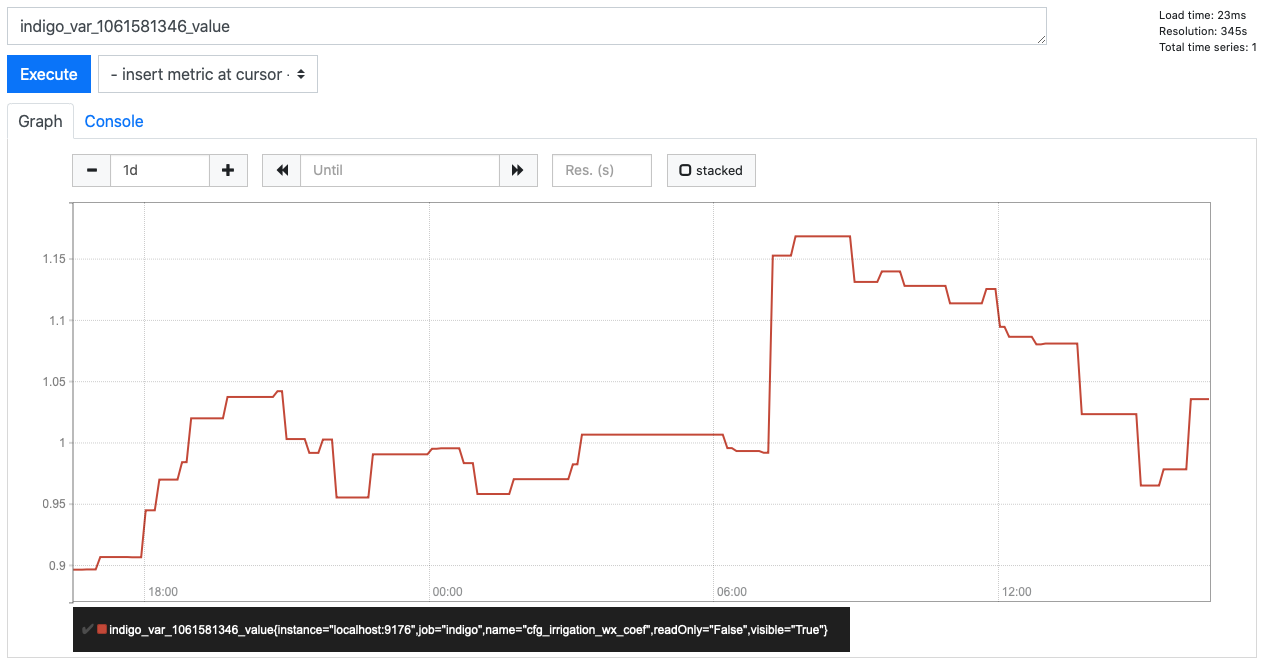 indigo_var_1061581346_value
Load time: 23ms
Resolution: 345s
Total time series: 1
Execute
- insert metric at cursor -
Graph
Console
1d
Until
Res. (s)
stacked
1.15
1.1
1.05
1
0.95
0.9
18:00
00:00
06:00
12:00
indigo_var_1061581346_value{instance="localhost:9176",job="indigo",name="cfg_irrigation_wx_coef",readOnly="False",visible="True"}